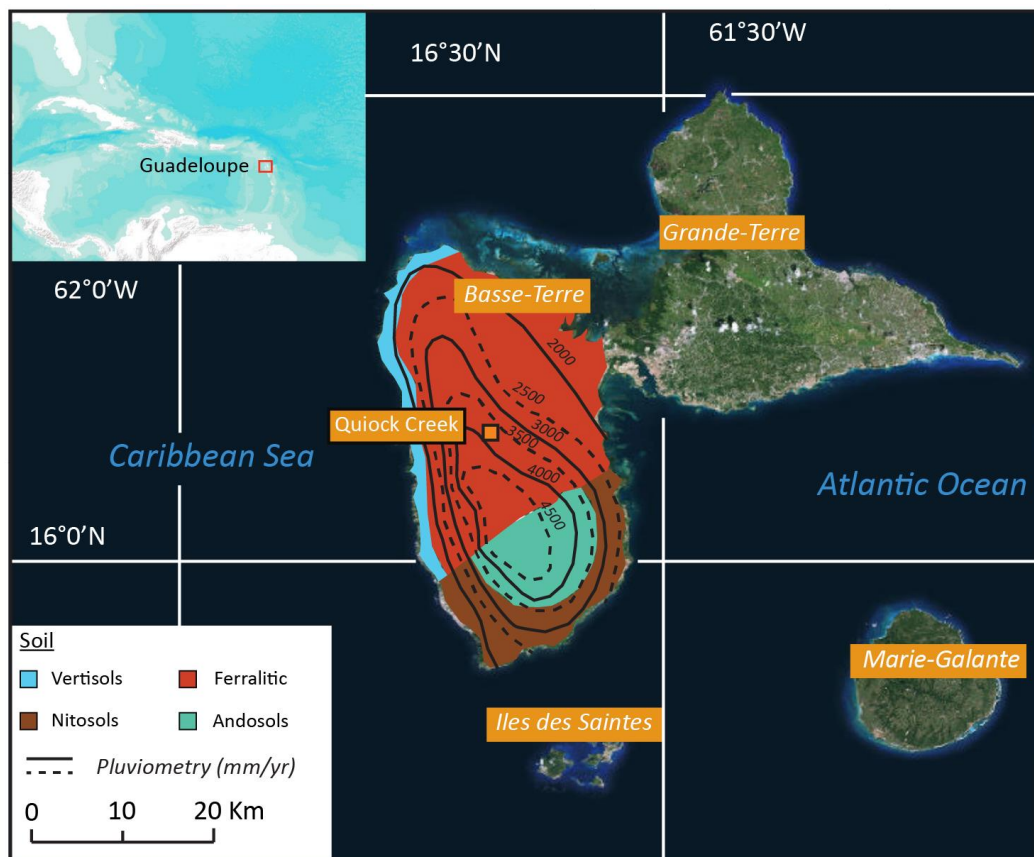 61°30’W
16°30’N
Guadeloupe
Grande-Terre
62°0’W
Basse-Terre
2000
2500
3000
3500
4000
4500
Quiock Creek
Caribbean Sea
Atlantic Ocean
16°0’N
Soil
Vertisols
Ferralitic
Nitosols
Andosols
Pluviometry (mm/yr)
0 10 20 Km
Marie-Galante
Iles des Saintes